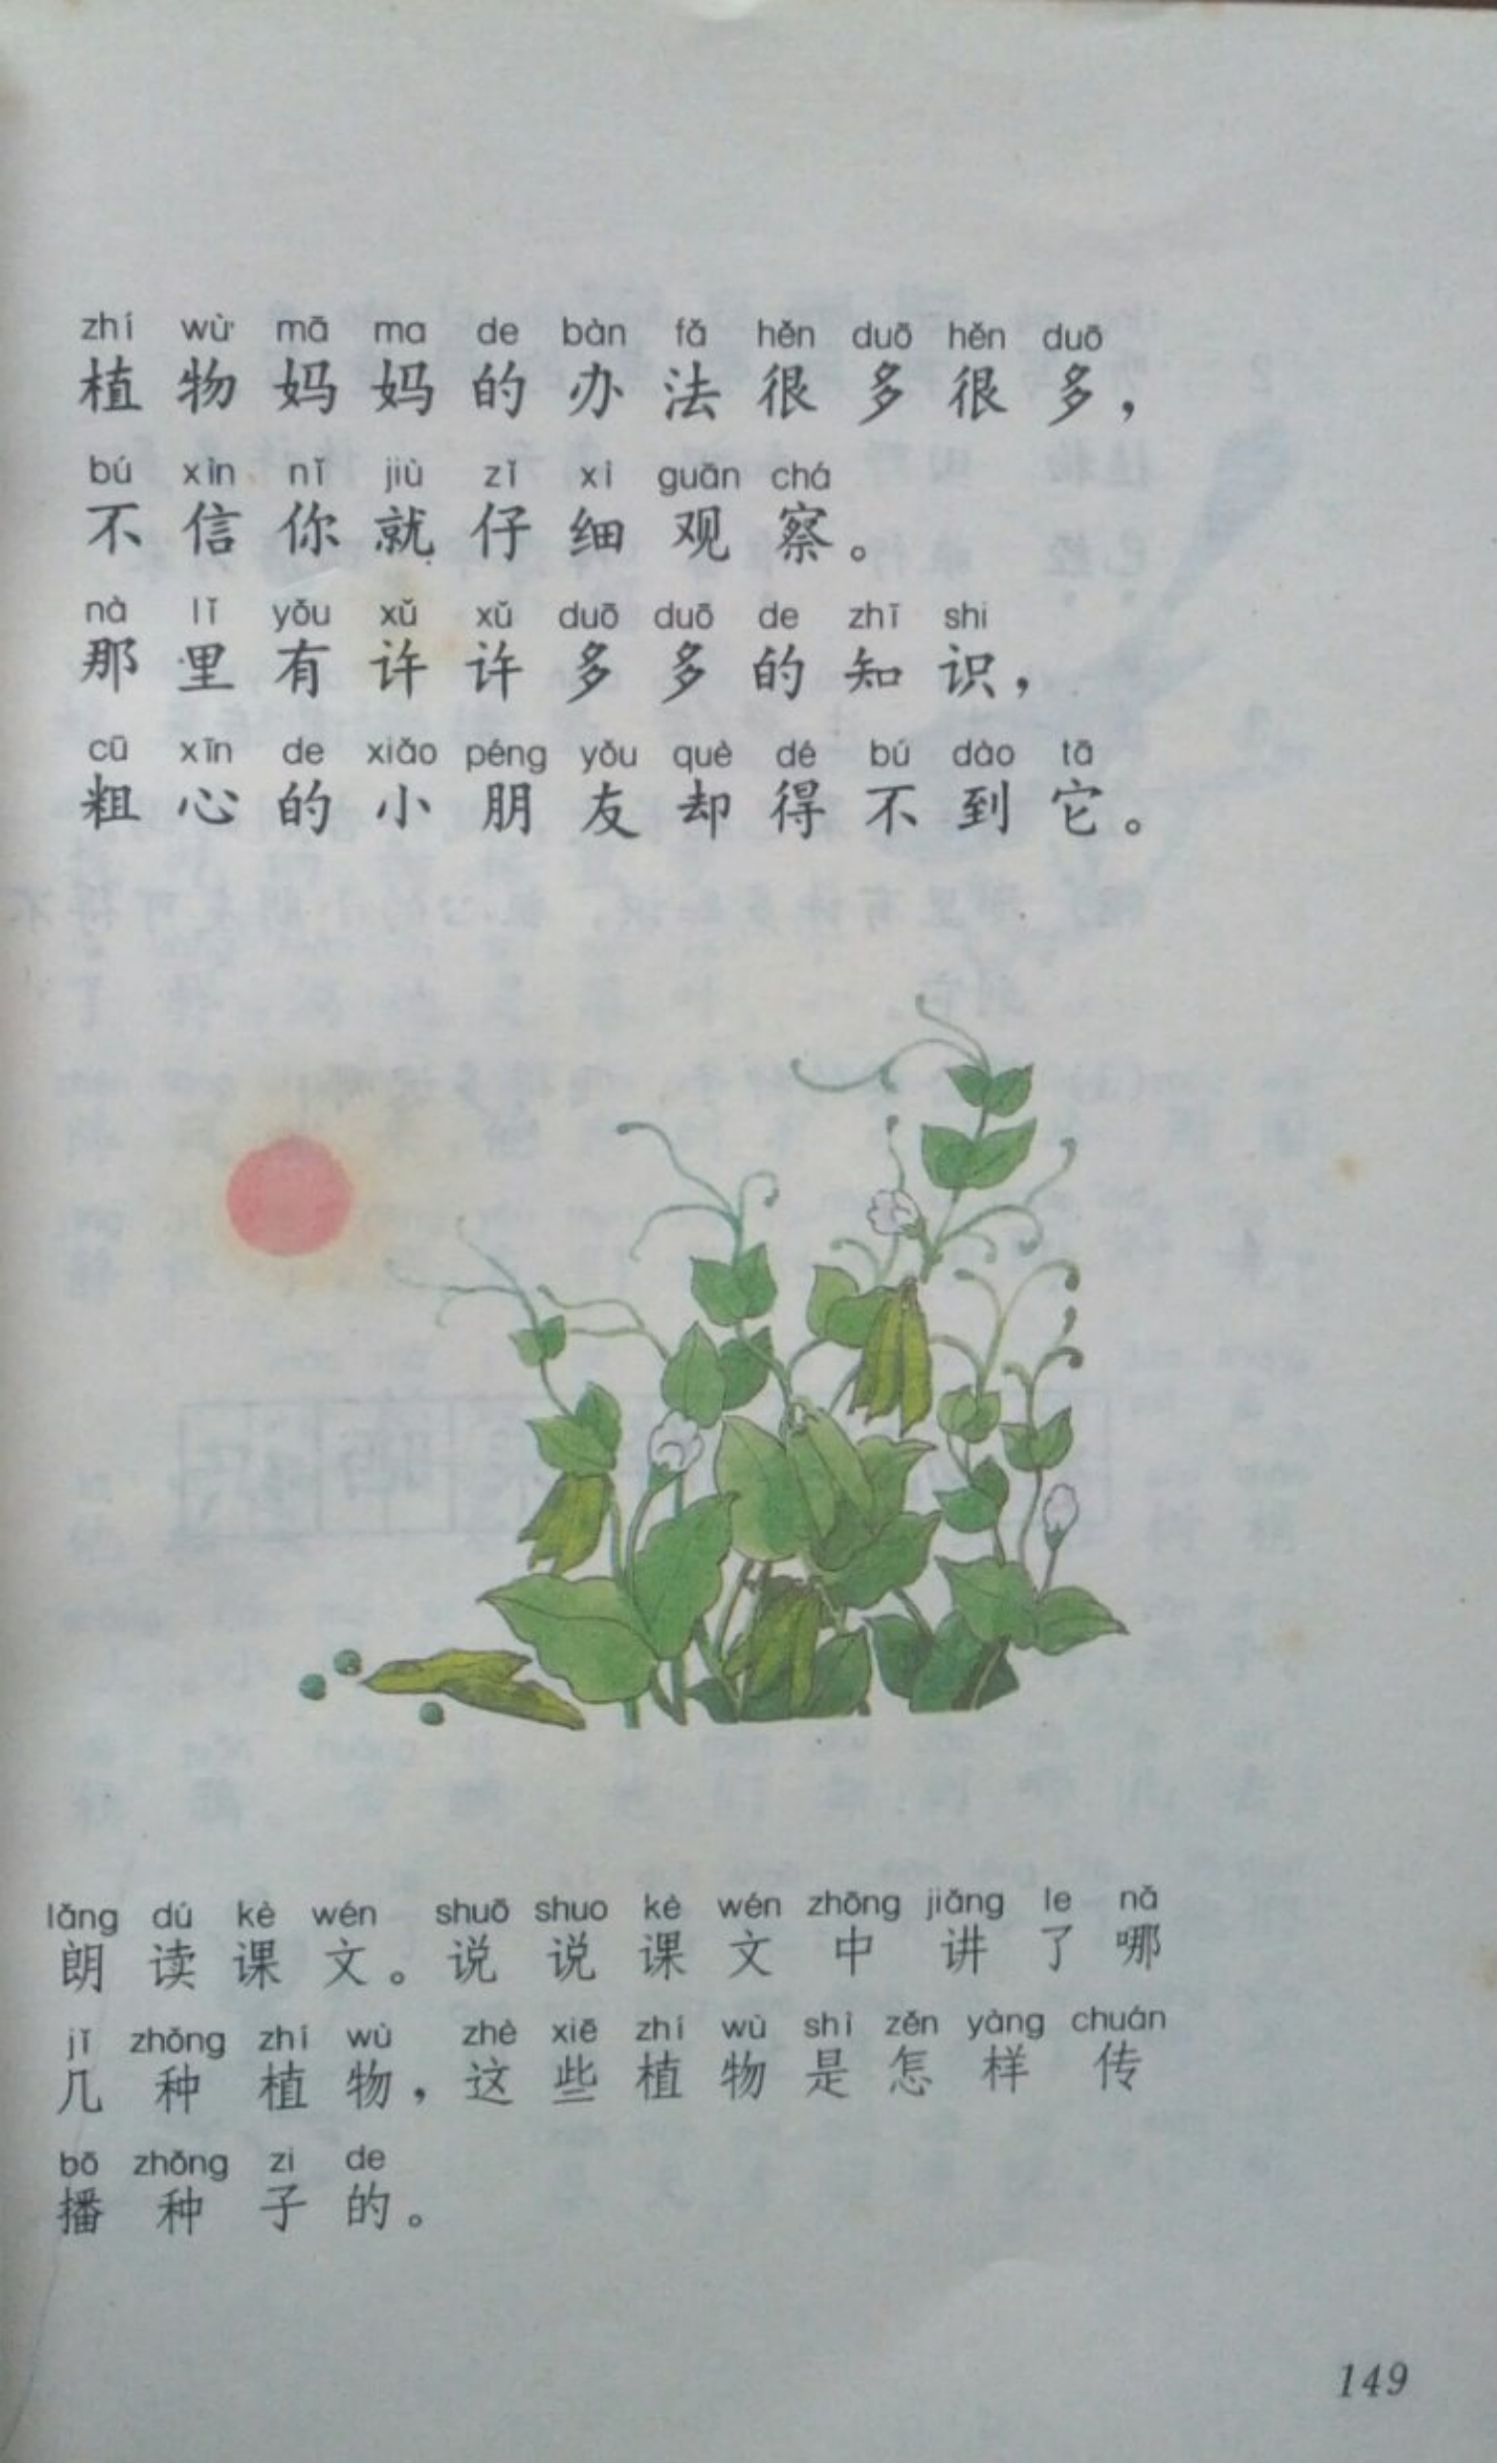 zhí wù mā ma de bàn fǎ hěn duō hěn duō
植物妈妈的办法很多很多，
bú xìn nǐ jiù zǐ xì guān chá
不信你就仔细观察。
nà lǐ yǒu xǔ xǔ duō duō de zhī shi
那里有许许多多的知识，
cū xīn de xiǎo péng yǒu què dé bú dào tā
粗心的小朋友却得不到它。
lǎng dú kè wén shuō shuo kè wén zhōng jiǎng le nǎ
朗读课文。说说课文中讲了哪
jǐ zhǒng zhí wù zhè xiē zhí wù shì zěn yàng chuán
几种植物，这些植物是怎样传
bō zhǒng zi de
播种子的。
149